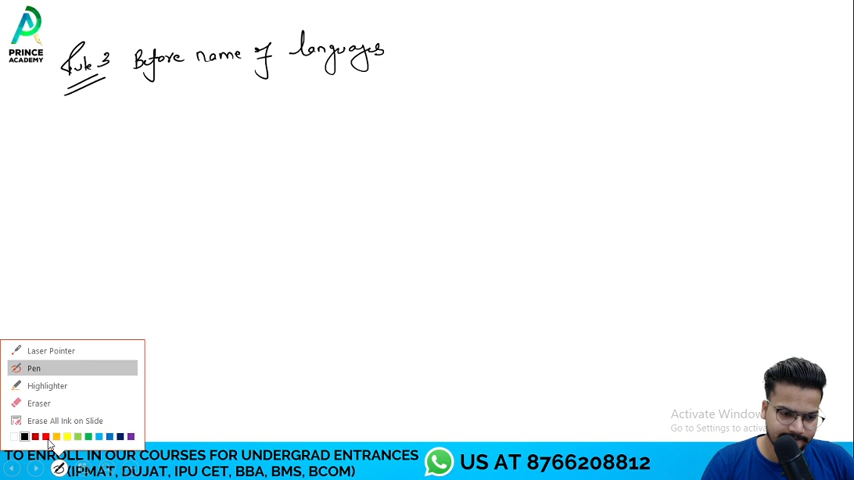 PRINCE
ACADEMY
Rule 3 Before name of languages
Laser Pointer
Pen
Highlighter
Eraser
Erase All Ink on Slide
Activate Window
Go to Settings to activa
TO ENROLL IN OUR COURSES FOR UNDERGRAD ENTRANCES
(IPMAT, DUJAT, IPU CET, BBA, BMS, BCOM)
US AT 8766208812